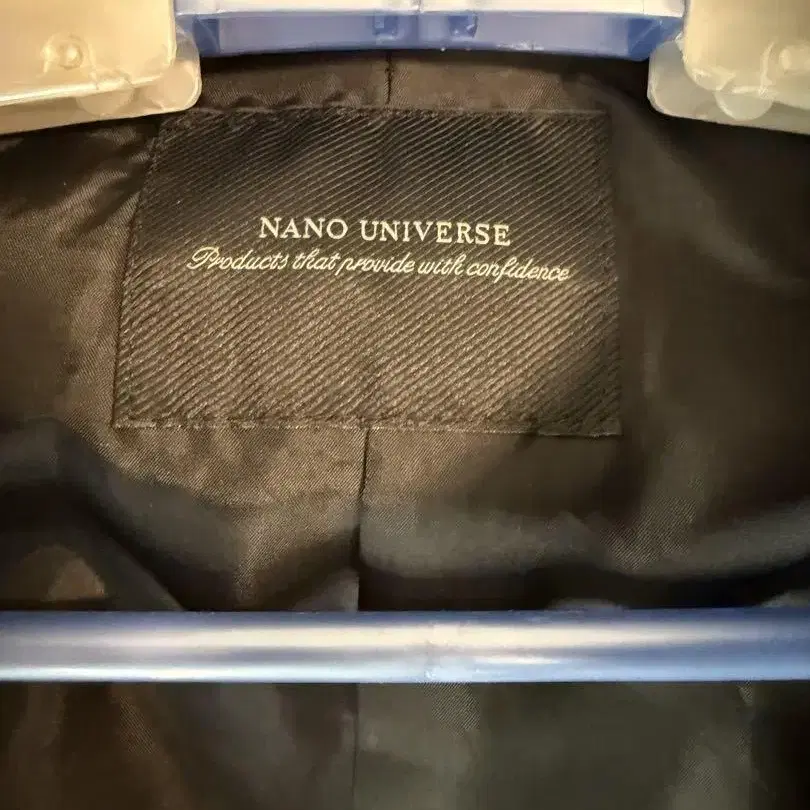 NANO UNIVERSE
Products that provide with confidence